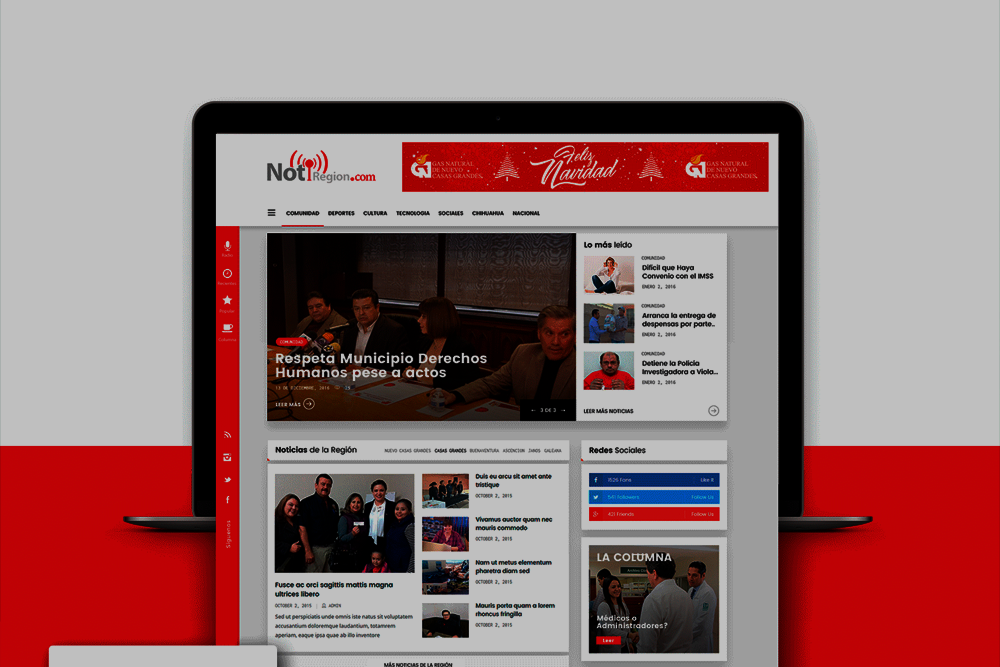 NotiRegión.com
GN GAS NATURAL
DE NUEVO
CASAS GRANDES,
Feliz
Navidad
GN GAS NATURAL
DE NUEVO
CASAS GRANDES,
COMUNIDAD DEPORTES CULTURA TECNOLOGIA SOCIALES CHIHUAHUA NACIONAL
Radio
Populares
Columna
Síguenos
COMUNIDAD
Respeta Municipio Derechos
Humanos pese a actos
13 DE DICIEMBRE, 2016 28
LEER MÁS
← 3 DE 3 →
Lo más leído
COMUNIDAD
Difícil que Haya
Convenio con el IMSS
ENERO 2, 2016
COMUNIDAD
Arranca la entrega de
despensas por parte..
ENERO 2, 2016
COMUNIDAD
Detiene la Policía
Investigadora a Viola...
ENERO 2, 2016
LEER MÁS NOTICIAS
Noticias de la Región
NUEVO CASAS GRANDES CASAS GRANDES BUENAVENTURA ASCENCION JANOS GALEANA
Fusce ac orci sagittis mattis magna
ultrices libero
OCTOBER 2, 2015 | ADMIN
Sed ut perspiciatis unde omnis iste natus sit voluptatem
accusantium doloremque laudantium, totamrem
aperiam, eaque ipsa quae ab illo inventore
Duis eu arcu sit amet ante
tristique
OCTOBER 2, 2015
Vivamus auctor quam nec
mauris commodo
OCTOBER 2, 2015
Nam ut metus elementum
pharetra diam sed
OCTOBER 2, 2015
Mauris porta quam a lorem
rhoncus fringilla
OCTOBER 2, 2015
MÁS NOTICIAS DE LA REGIÓN
Redes Sociales
1525 Fans Like it
541 Followers Follow Us
421 Friends Follow Us
LA COLUMNA
Médicos o
Administradores?
Leer